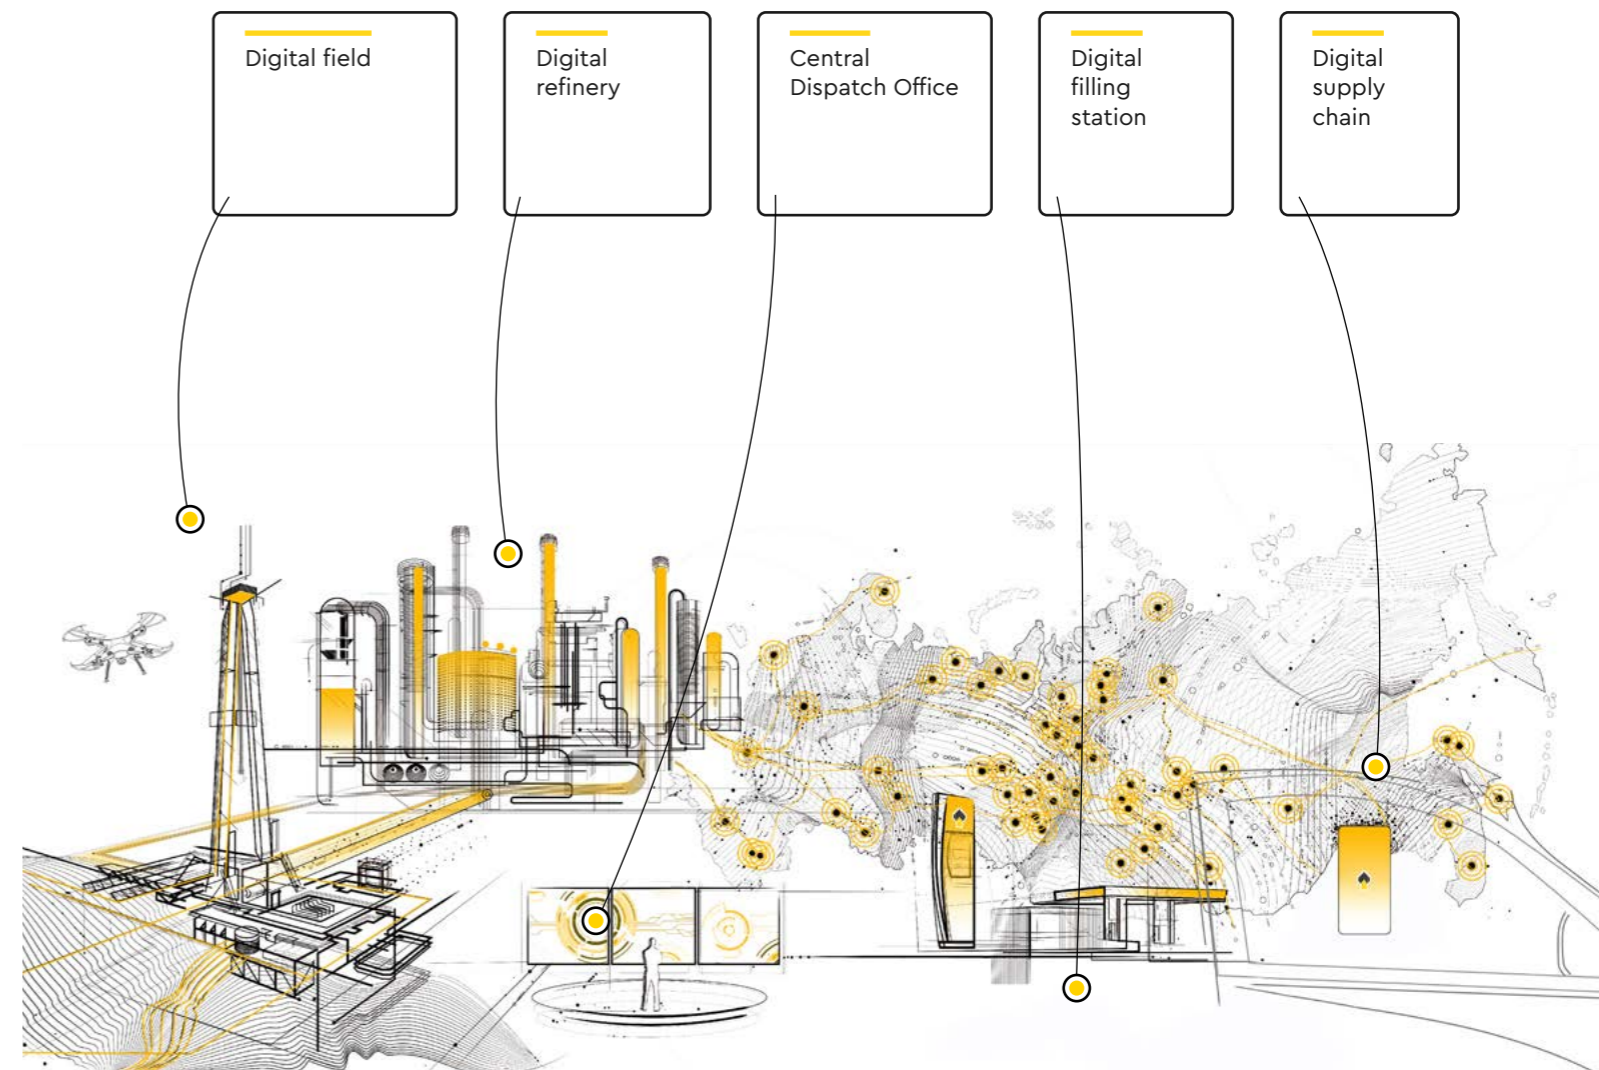 Digital field
Digital
refinery
Central
Dispatch Office
Digital
filling
station
Digital
supply
chain